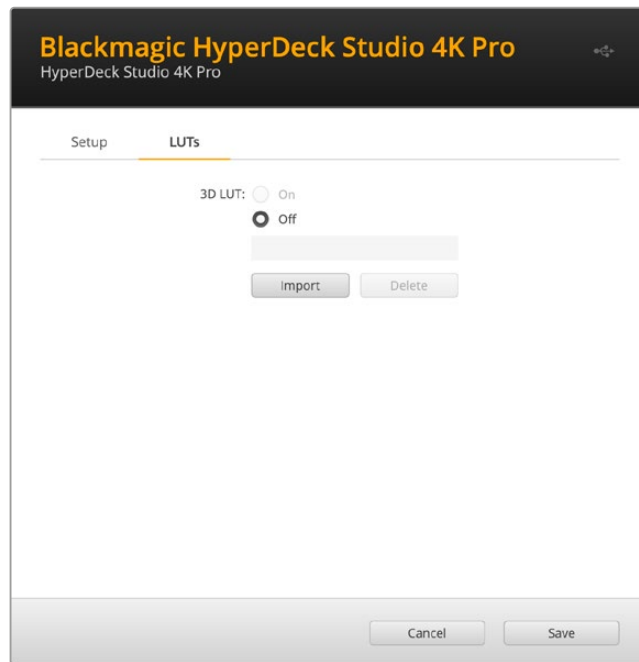 Blackmagic HyperDeck Studio 4K Pro
HyperDeck Studio 4K Pro
Setup LUTs
3D LUT: On
Off
Import Delete
Cancel Save